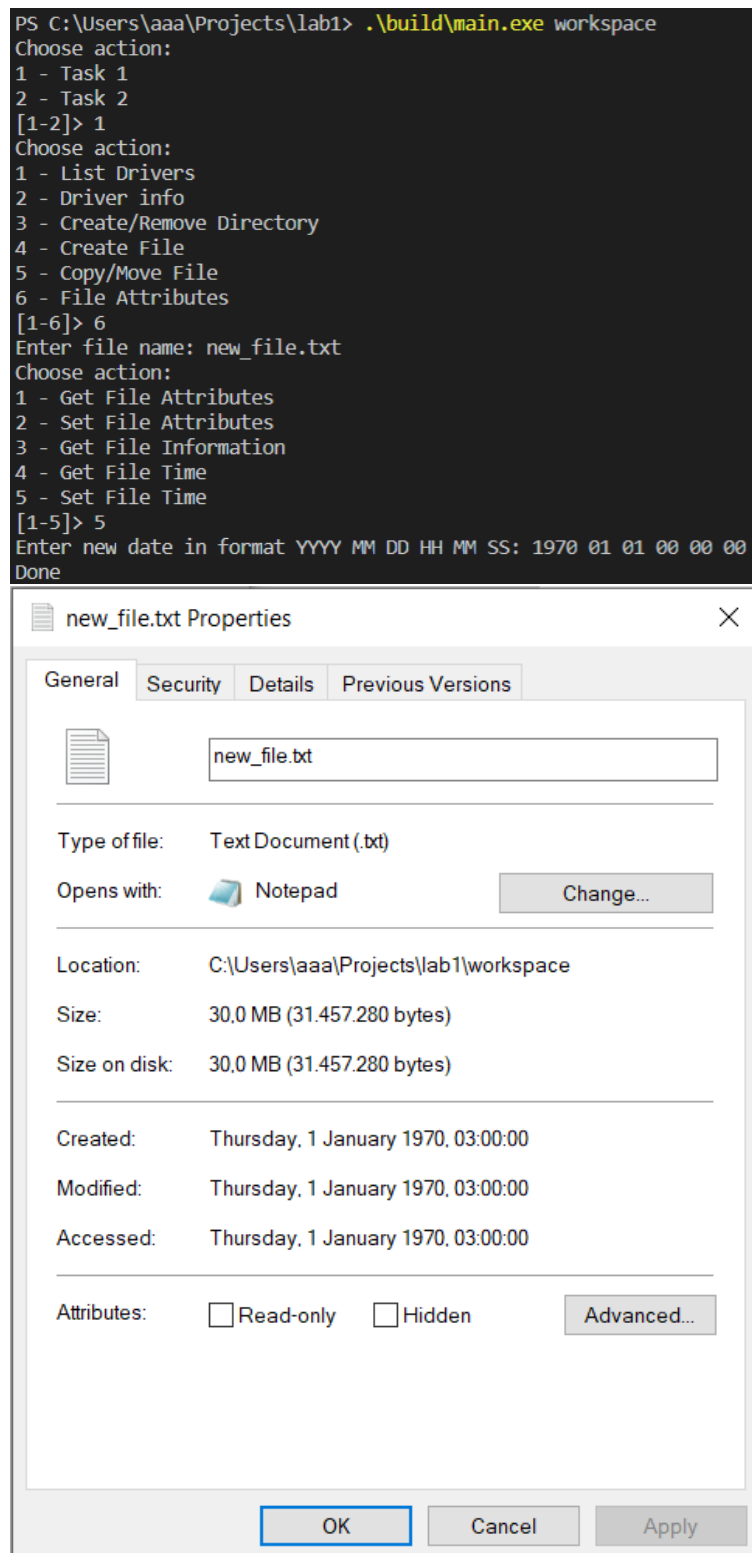 PS C:\Users\aaa\Projects\lab1> .\build\main.exe workspace
Choose action:
1 - Task 1
2 - Task 2
[1-2]> 1
Choose action:
1 - List Drivers
2 - Driver info
3 - Create/Remove Directory
4 - Create File
5 - Copy/Move File
6 - File Attributes
[1-6]> 6
Enter file name: new_file.txt
Choose action:
1 - Get File Attributes
2 - Set File Attributes
3 - Get File Information
4 - Get File Time
5 - Set File Time
[1-5]> 5
Enter new date in format YYYY MM DD HH MM SS: 1970 01 01 00 00 00
Done
new_file.txt Properties
General Security Details Previous Versions
new_file.txt
Type of file: Text Document (.txt)
Opens with: Notepad Change...
Location: C:\Users\aaa\Projects\lab1\workspace
Size: 30,0 MB (31.457.280 bytes)
Size on disk: 30,0 MB (31.457.280 bytes)
Created: Thursday, 1 January 1970, 03:00:00
Modified: Thursday, 1 January 1970, 03:00:00
Accessed: Thursday, 1 January 1970, 03:00:00
Attributes: Read-only Hidden Advanced...
OK Cancel Apply